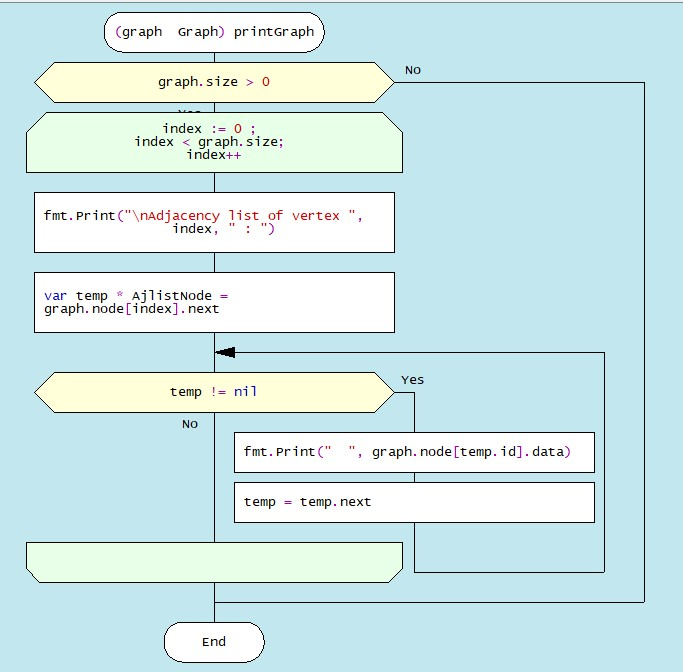 (graph  Graph) printGraph
graph.size > 0
No
Yes
index := 0 ;
index < graph.size;
index++
fmt.Print("\nAdjacency list of vertex ",
index, " : ")
var temp * AjlistNode =
graph.node[index].next
temp != nil
Yes
No
fmt.Print("  ", graph.node[temp.id].data)
temp = temp.next
End